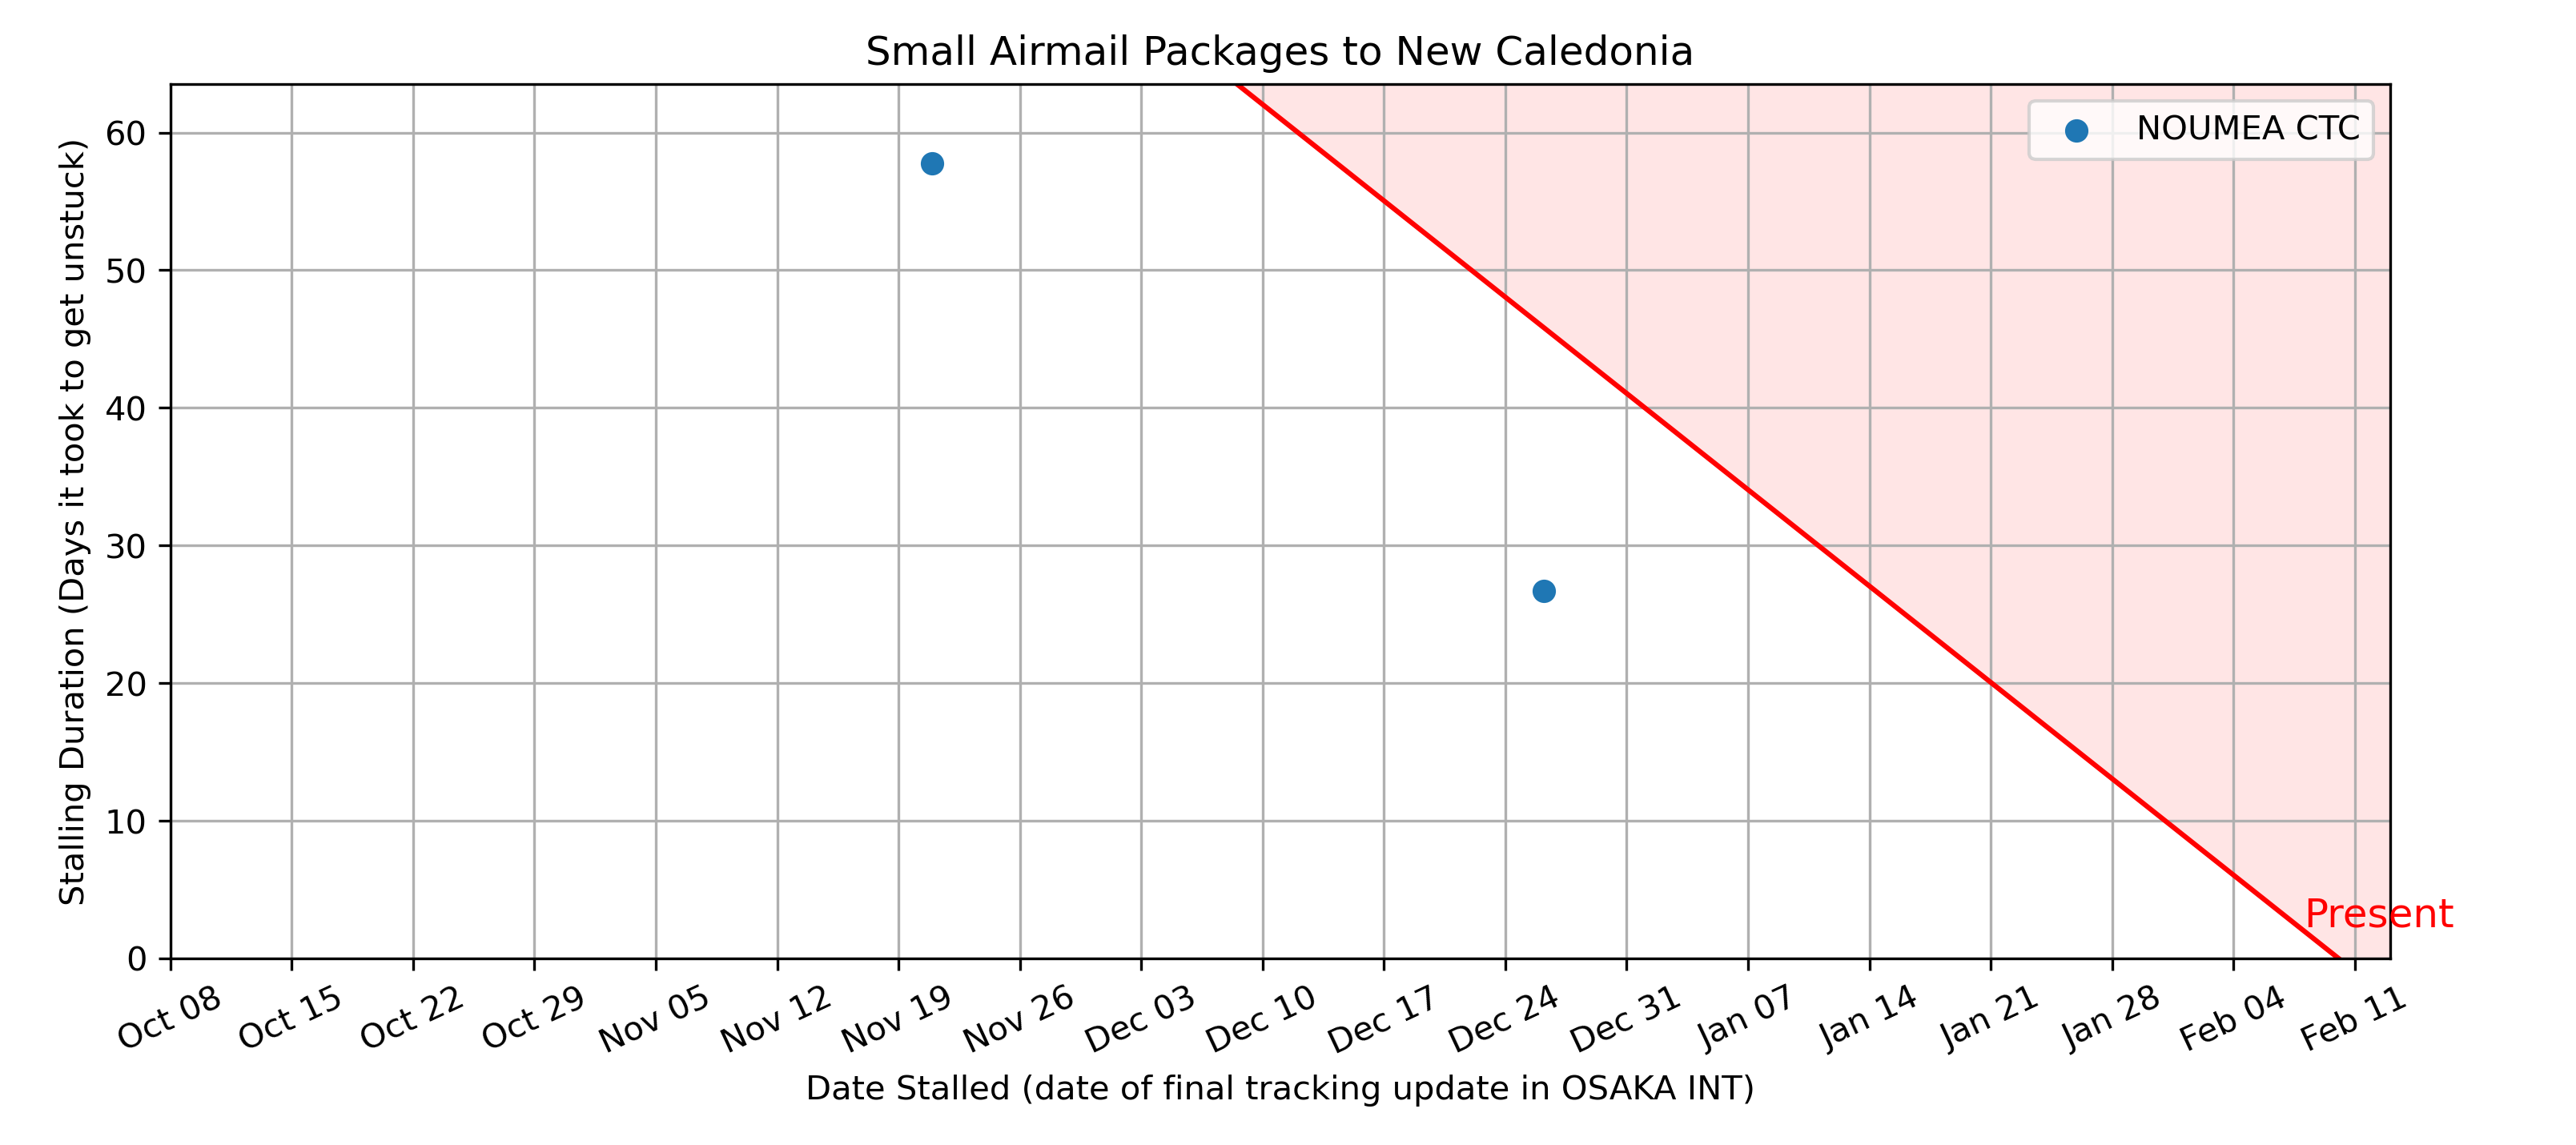 Small Airmail Packages to New Caledonia
NOUMEA CTC
Stalling Duration (Days it took to get unstuck)
60
50
40
30
20
10
0
Present
Oct 08
Oct 15
Oct 22
Oct 29
Nov 05
Nov 12
Nov 19
Nov 26
Dec 03
Dec 10
Dec 17
Dec 24
Dec 31
Jan 07
Jan 14
Jan 21
Jan 28
Feb 04
Feb 11
Date Stalled (date of final tracking update in OSAKA INT)